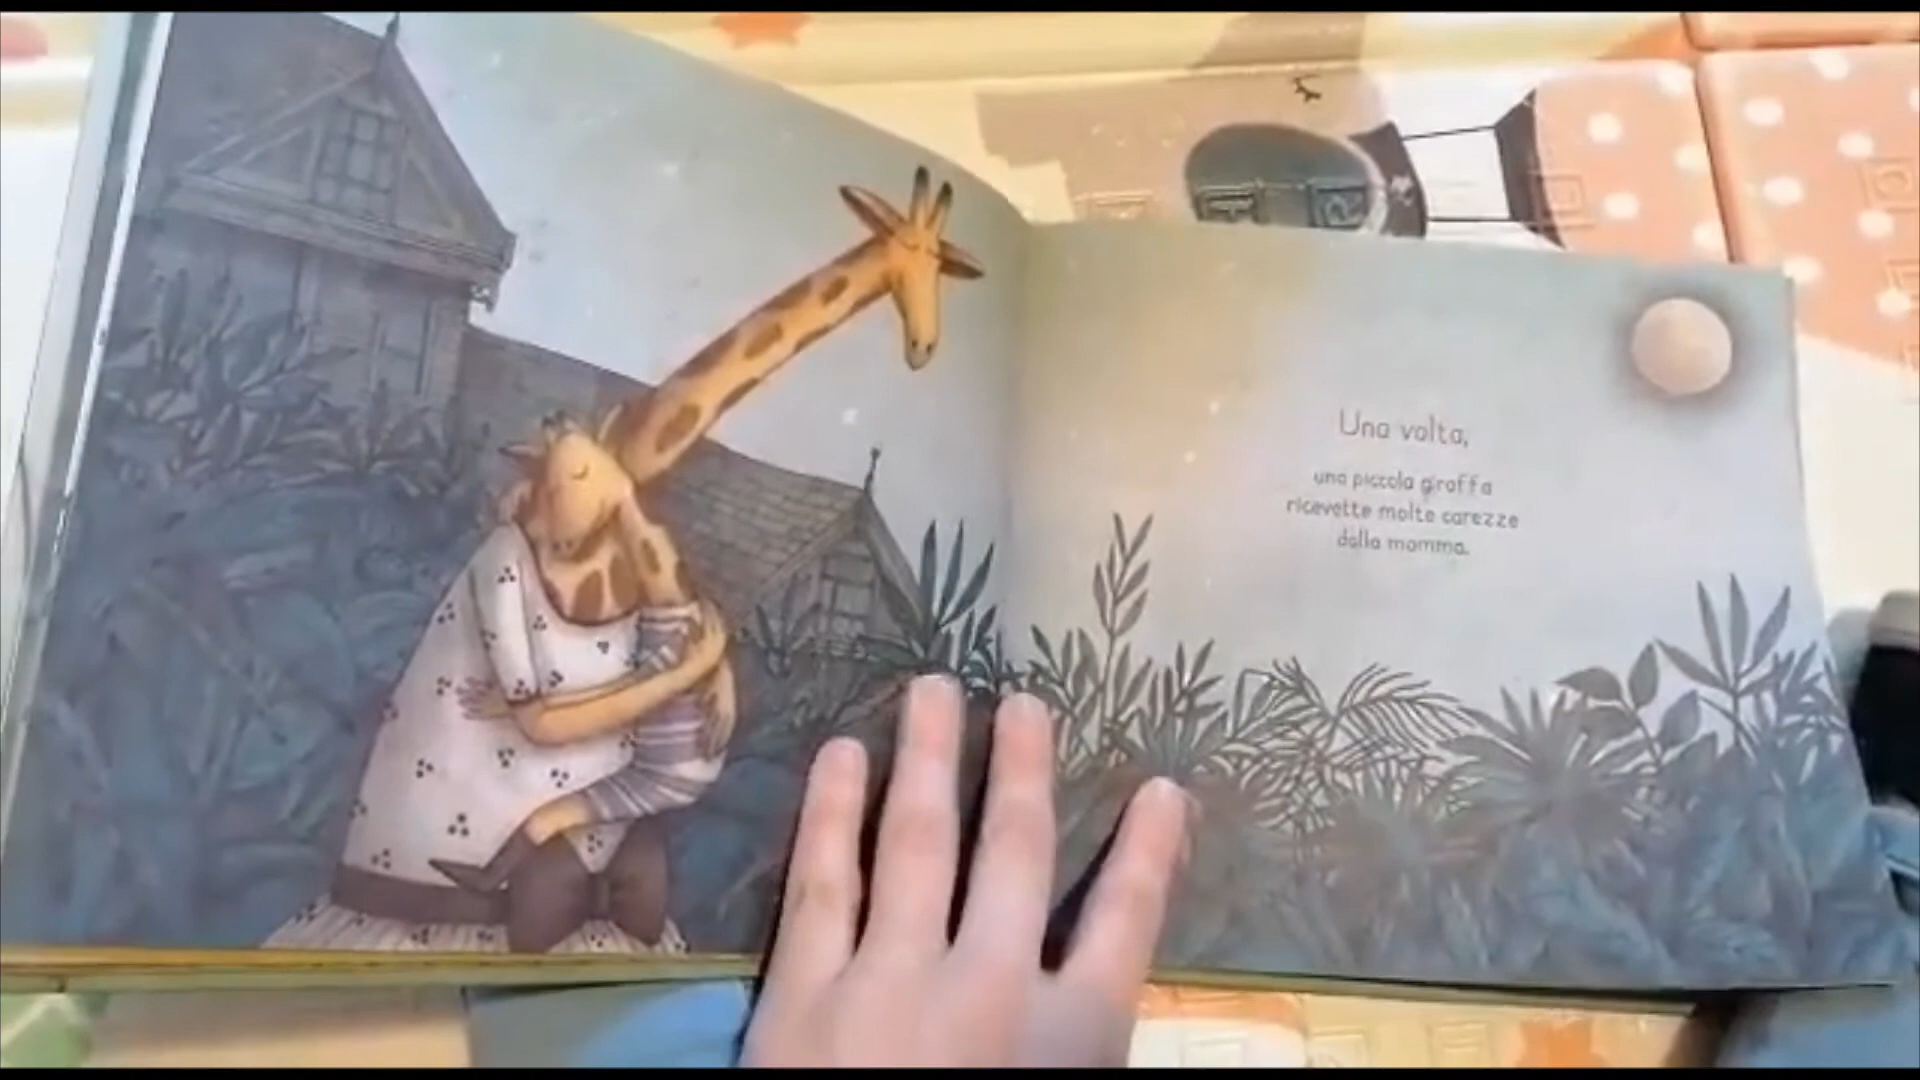 Una volta,
una piccola giraffa
ricevette molte carezze
dalla mamma.